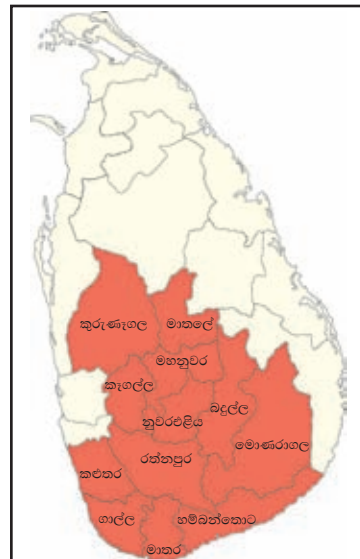 කුරුණෑගල
මාතලේ
මහනුවර
කෑගල්ල
බදුල්ල
නුවරඑළිය
මොණරාගල
රත්නපුර
කළුතර
ගාල්ල
හම්බන්තොට
මාතර